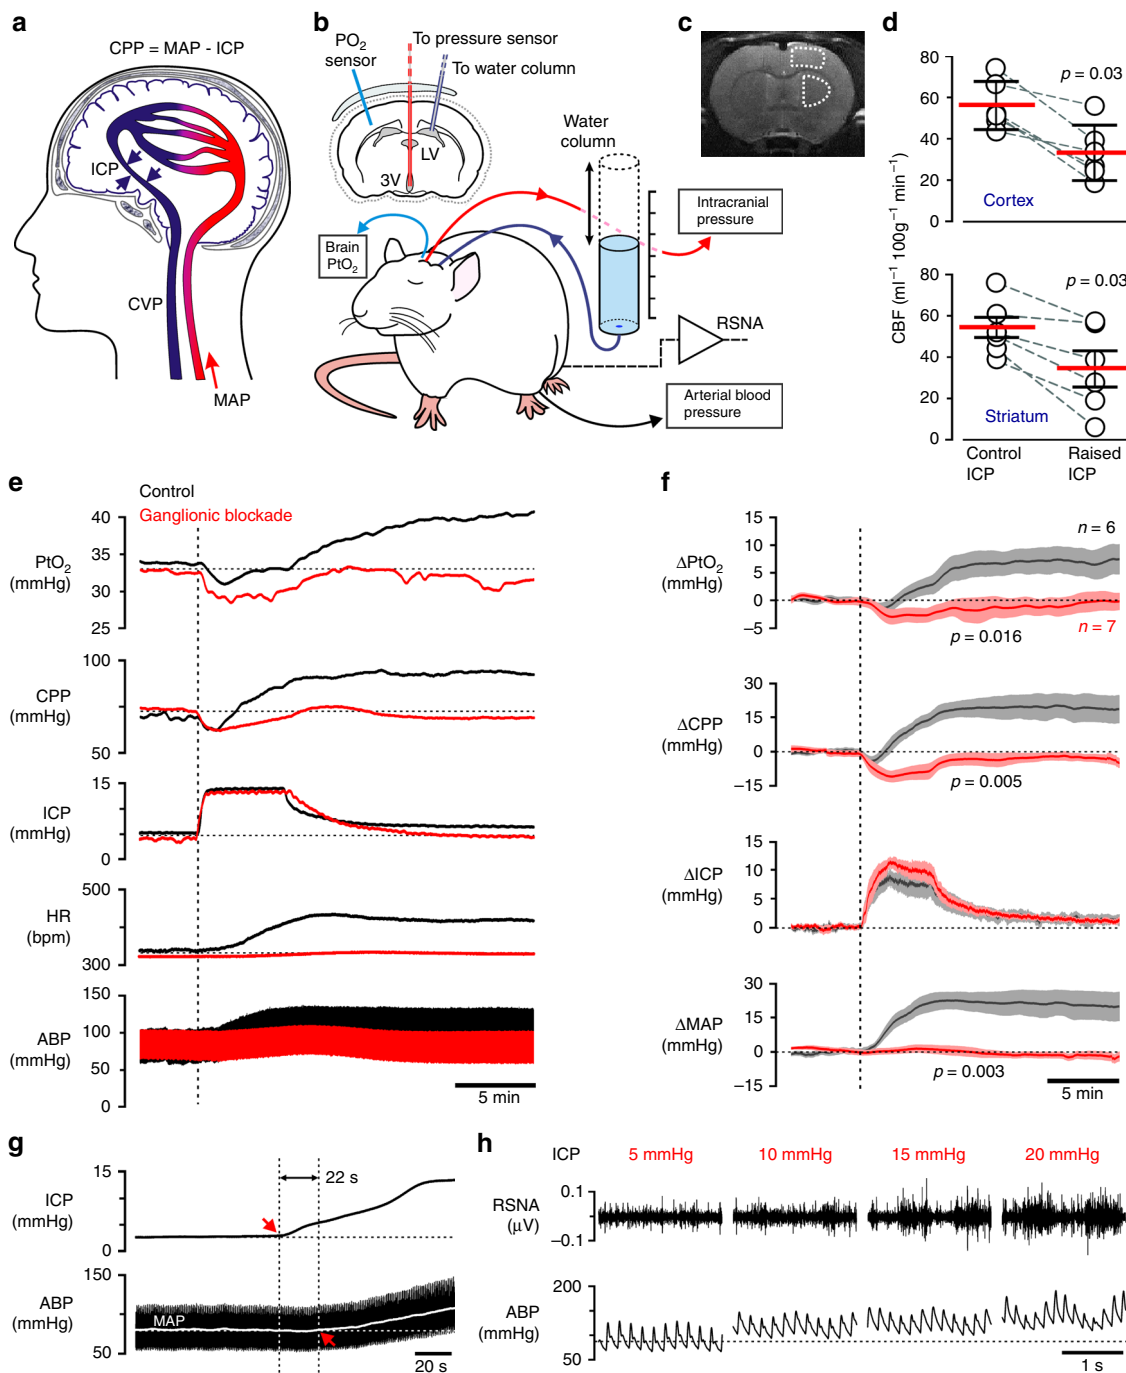 a
CPP = MAP - ICP
ICP
CVP
MAP
b
To pressure sensor
PO2
sensor
To water column
LV
3V
Water
column
Brain
PtO2
Intracranial
pressure
RSNA
Arterial blood
pressure
c
d
80
60
40
20
0
p = 0.03
Cortex
CBF (ml−1 100g−1 min−1)
80
60
40
20
0
p = 0.03
Striatum
Control
ICP
Raised
ICP
e
Control
Ganglionic blockade
PtO2
(mmHg)
40
35
30
25
CPP
(mmHg)
100
50
ICP
(mmHg)
15
0
HR
(bpm)
500
300
ABP
(mmHg)
150
100
50
0
5 min
f
ΔPtO2
(mmHg)
15
10
5
0
−5
n = 6
n = 7
p = 0.016
ΔCPP
(mmHg)
30
15
0
−15
p = 0.005
ΔICP
(mmHg)
15
10
5
0
ΔMAP
(mmHg)
30
15
0
−15
p = 0.003
5 min
g
ICP
(mmHg)
15
0
22 s
ABP
(mmHg)
150
50
MAP
20 s
h
ICP
5 mmHg
10 mmHg
15 mmHg
20 mmHg
RSNA
(μV)
0.1
−0.1
ABP
(mmHg)
200
50
1 s